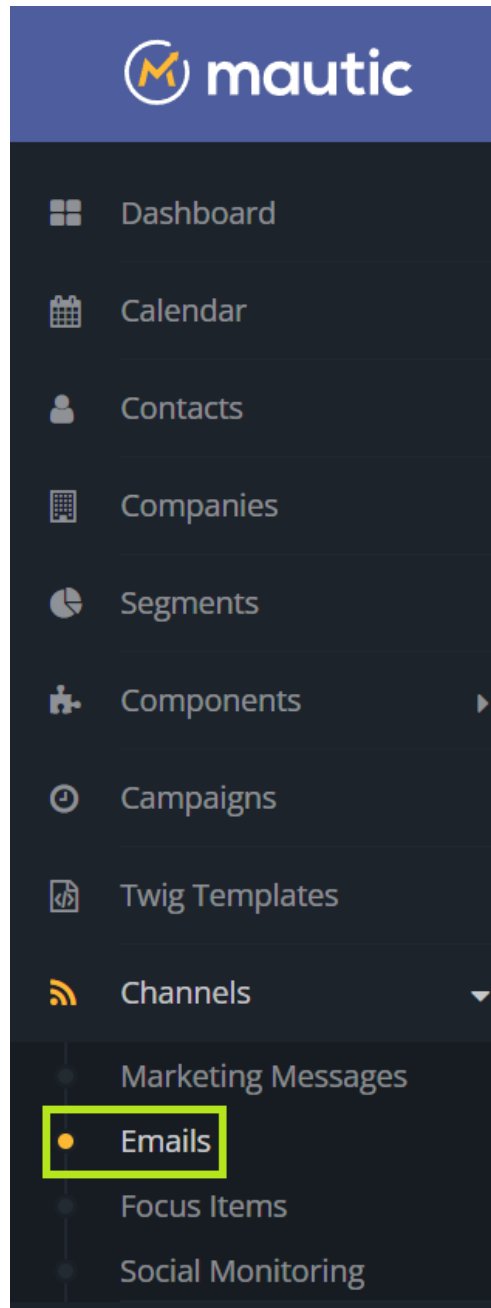 mautic
Dashboard
Calendar
Contacts
Companies
Segments
Components
Campaigns
Twig Templates
Channels
Marketing Messages
Emails
Focus Items
Social Monitoring